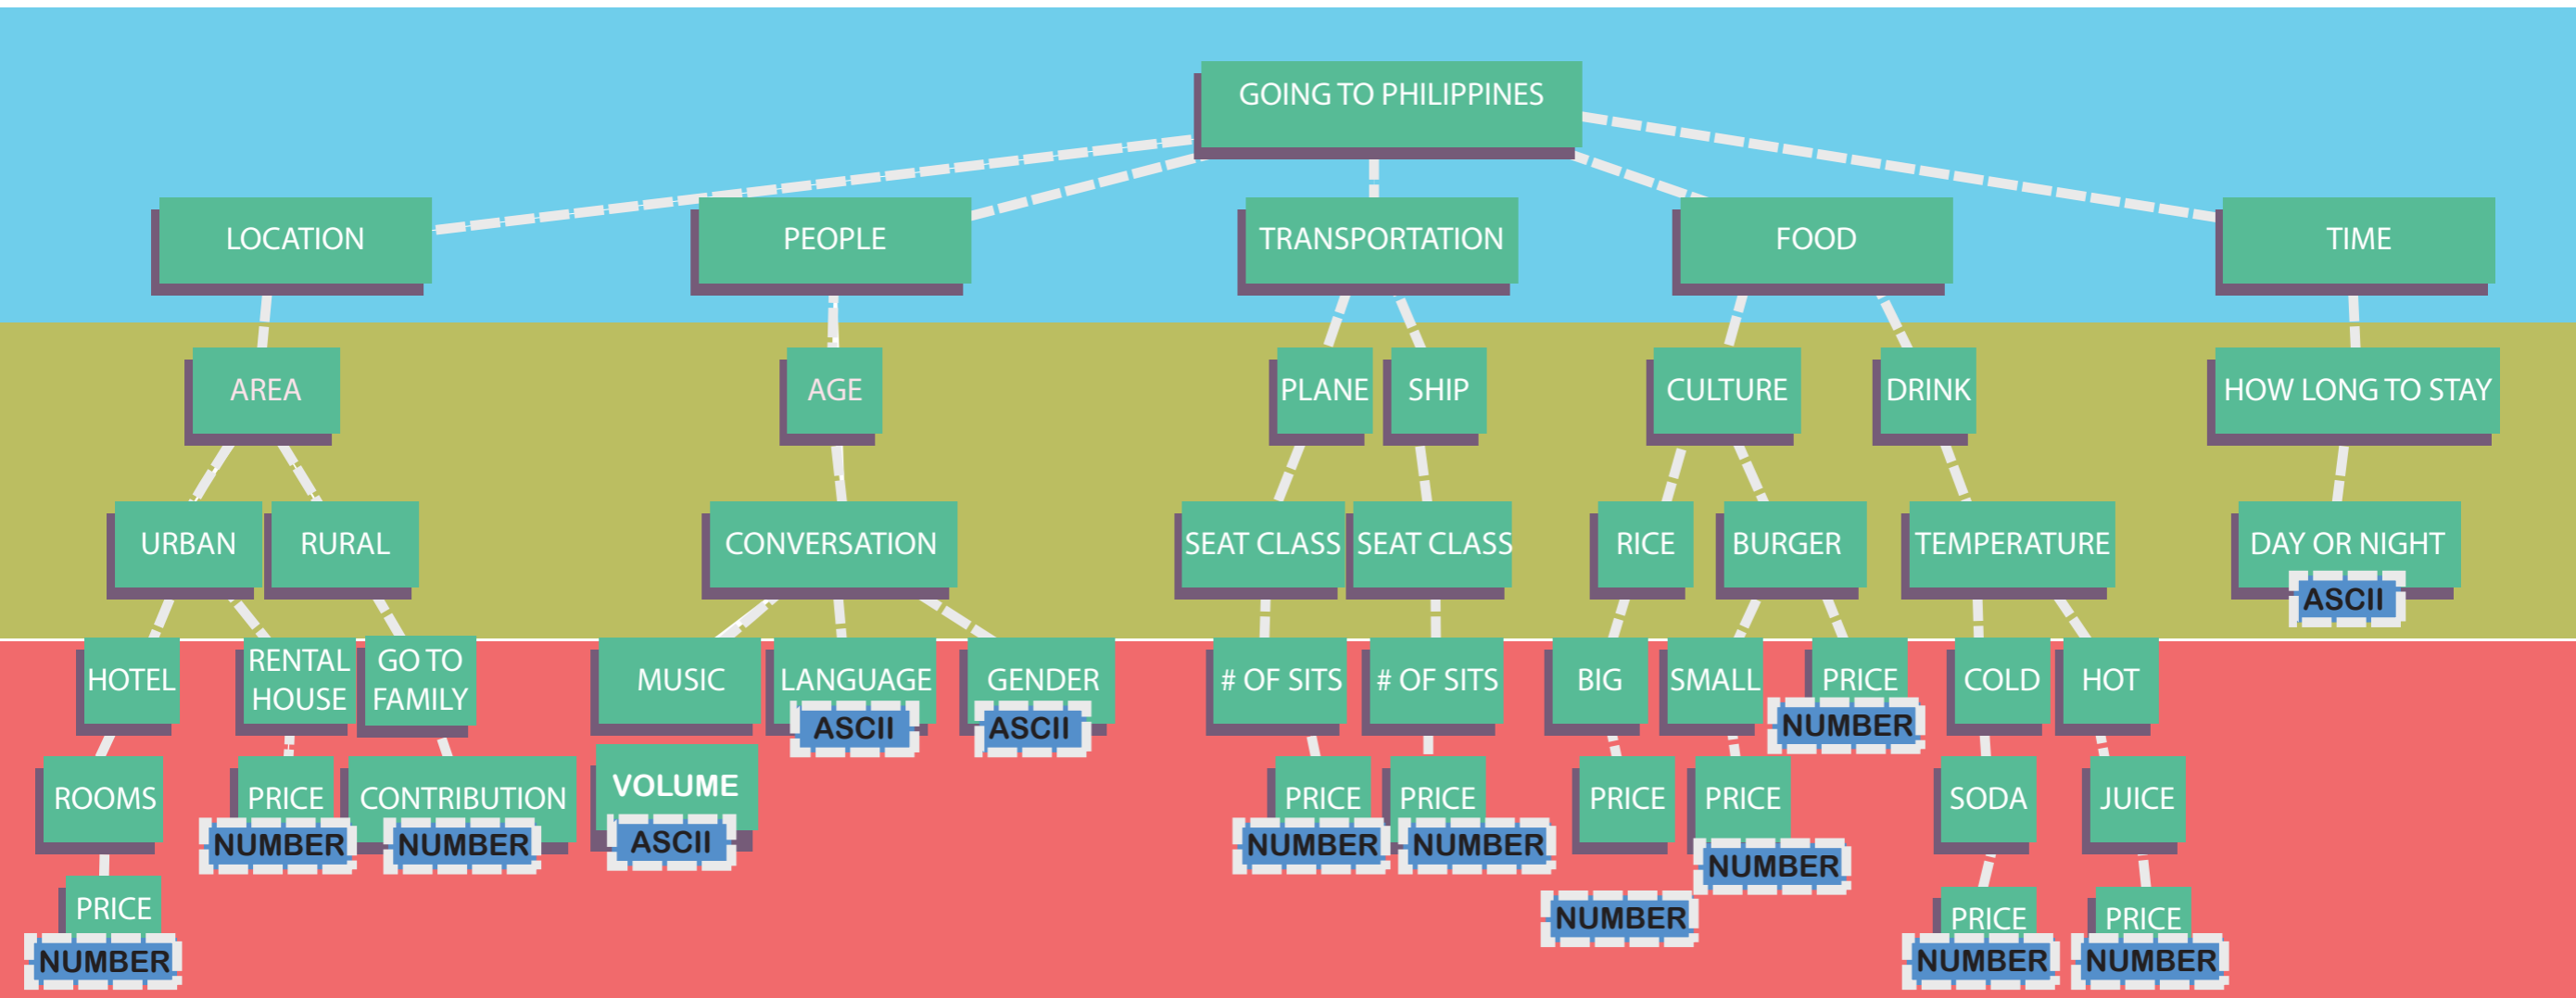 GOING TO PHILIPPINES
LOCATION
PEOPLE
TRANSPORTATION
FOOD
TIME
AREA
AGE
PLANE
SHIP
CULTURE
DRINK
HOW LONG TO STAY
URBAN
RURAL
CONVERSATION
SEAT CLASS
SEAT CLASS
RICE
BURGER
TEMPERATURE
DAY OR NIGHT
ASCII
HOTEL
RENTAL
HOUSE
GO TO
FAMILY
MUSIC
LANGUAGE
ASCII
GENDER
ASCII
# OF SITS
# OF SITS
BIG
SMALL
PRICE
NUMBER
COLD
HOT
ROOMS
PRICE
NUMBER
CONTRIBUTION
NUMBER
VOLUME
ASCII
PRICE
NUMBER
PRICE
NUMBER
PRICE
NUMBER
PRICE
NUMBER
SODA
JUICE
PRICE
NUMBER
PRICE
NUMBER
PRICE
NUMBER